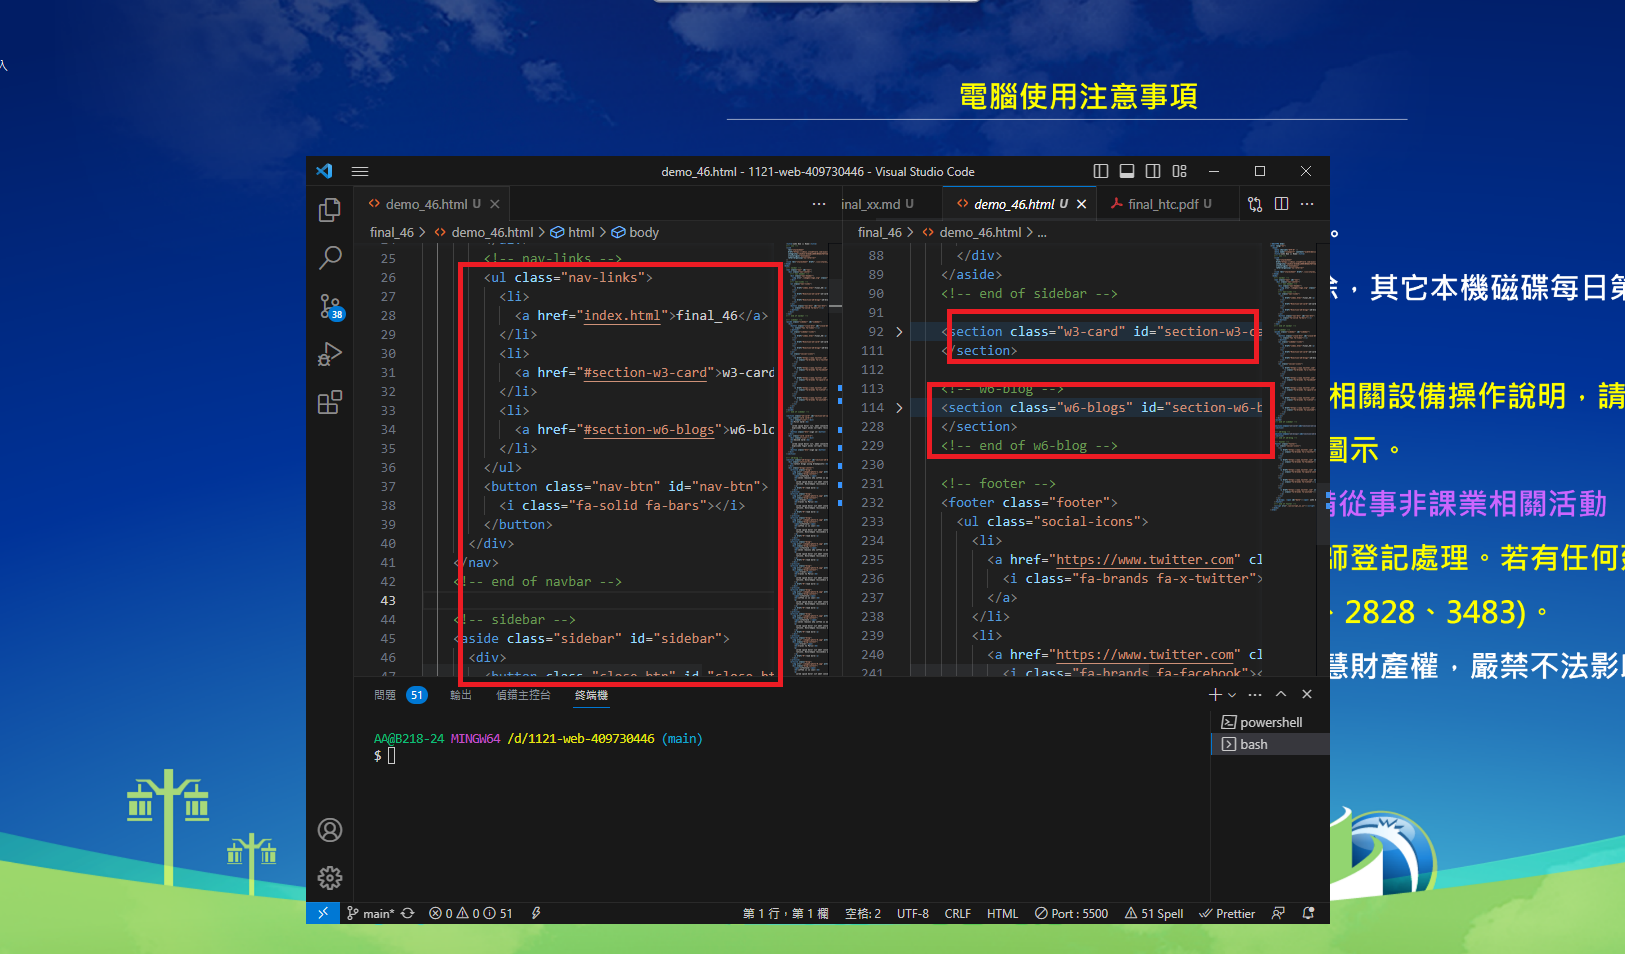 入
電腦使用注意事項
demo_46.html - 1121-web-409730446 - Visual Studio Code
demo_46.html U
final_46 > demo_46.html > html > body
25 <!-- nav-links -->
26 <ul class="nav-links">
27 <li>
28 <a href="index.html">final_46</a>
29 </li>
30 <li>
31 <a href="#section-w3-card">w3-card
32 </li>
33 <li>
34 <a href="#section-w6-blogs">w6-blo
35 </li>
36 </ul>
37 <button class="nav-btn" id="nav-btn">
38 <i class="fa-solid fa-bars"></i>
39 </button>
40 </div>
41 </nav>
42 <!-- end of navbar -->
43
44 <!-- sidebar -->
45 <aside class="sidebar" id="sidebar">
46 <div>
47 <button class="close-btn" id="close-bt
inal_xx.md U
demo_46.html U
final_htc.pdf U
final_46 > demo_46.html > ...
88 </div>
89 </aside>
90 <!-- end of sidebar -->
91
92 <section class="w3-card" id="section-w3-ca
111 </section>
112
113 <!-- w6-blog -->
114 <section class="w6-blogs" id="section-w6-b
228 </section>
229 <!-- end of w6-blog -->
230
231 <!-- footer -->
232 <footer class="footer">
233 <ul class="social-icons">
234 <li>
235 <a href="https://www.twitter.com" cl
236 <i class="fa-brands fa-x-twitter">
237 </a>
238 </li>
239 <li>
240 <a href="https://www.twitter.com" cl
241 <i class="fa-brands fa-facebook"><
38
問題 51 輸出 偵錯主控台 終端機
AA@B218-24 MINGW64 /d/1121-web-409730446 (main)
$
powershell
bash
main* 0 0 51 第 1 行，第 1 欄 空格: 2 UTF-8 CRLF HTML Port : 5500 51 Spell Prettier
。
，其它本機磁碟每日第
相關設備操作說明，請
圖示。
從事非課業相關活動
師登記處理。若有任何
、2828、3483)。
慧財產權，嚴禁不法影